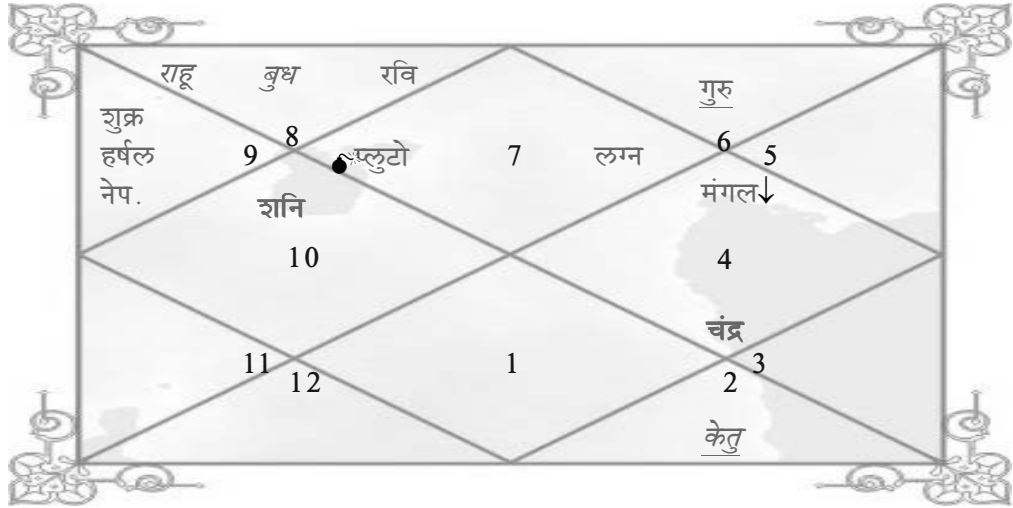 राहू बुध रवि गुरु
शुक्र
हर्षल
नेप.
8
9
प्लुटो 7 लग्न
6
5
शनि
मंगल↓
10
4
चंद्र
11
12
1
2
3
केतु